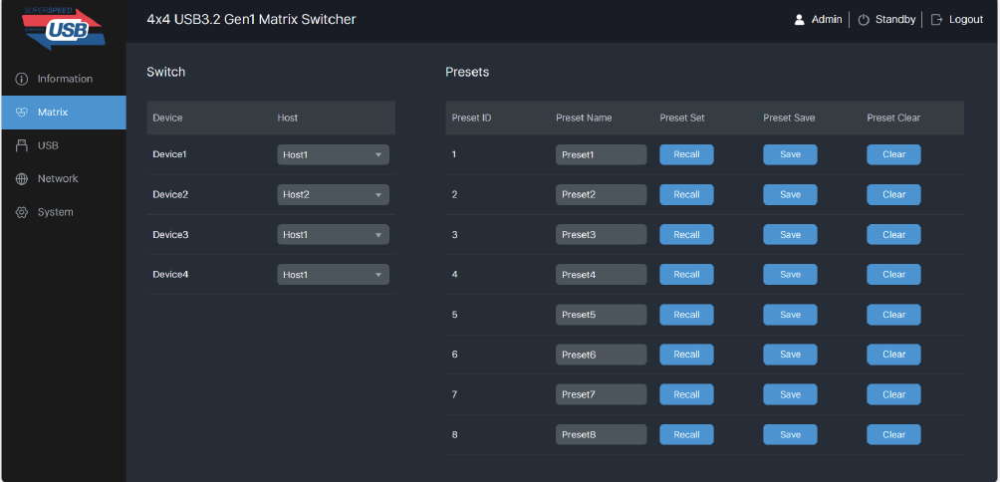 SUPERSPEED
USB
4x4 USB3.2 Gen1 Matrix Switcher
Admin
Standby
Logout
Information
Matrix
USB
Network
System
Switch
Device Host
Device1 Host1
Device2 Host2
Device3 Host1
Device4 Host1
Presets
Preset ID Preset Name Preset Set Preset Save Preset Clear
1 Preset1 Recall Save Clear
2 Preset2 Recall Save Clear
3 Preset3 Recall Save Clear
4 Preset4 Recall Save Clear
5 Preset5 Recall Save Clear
6 Preset6 Recall Save Clear
7 Preset7 Recall Save Clear
8 Preset8 Recall Save Clear